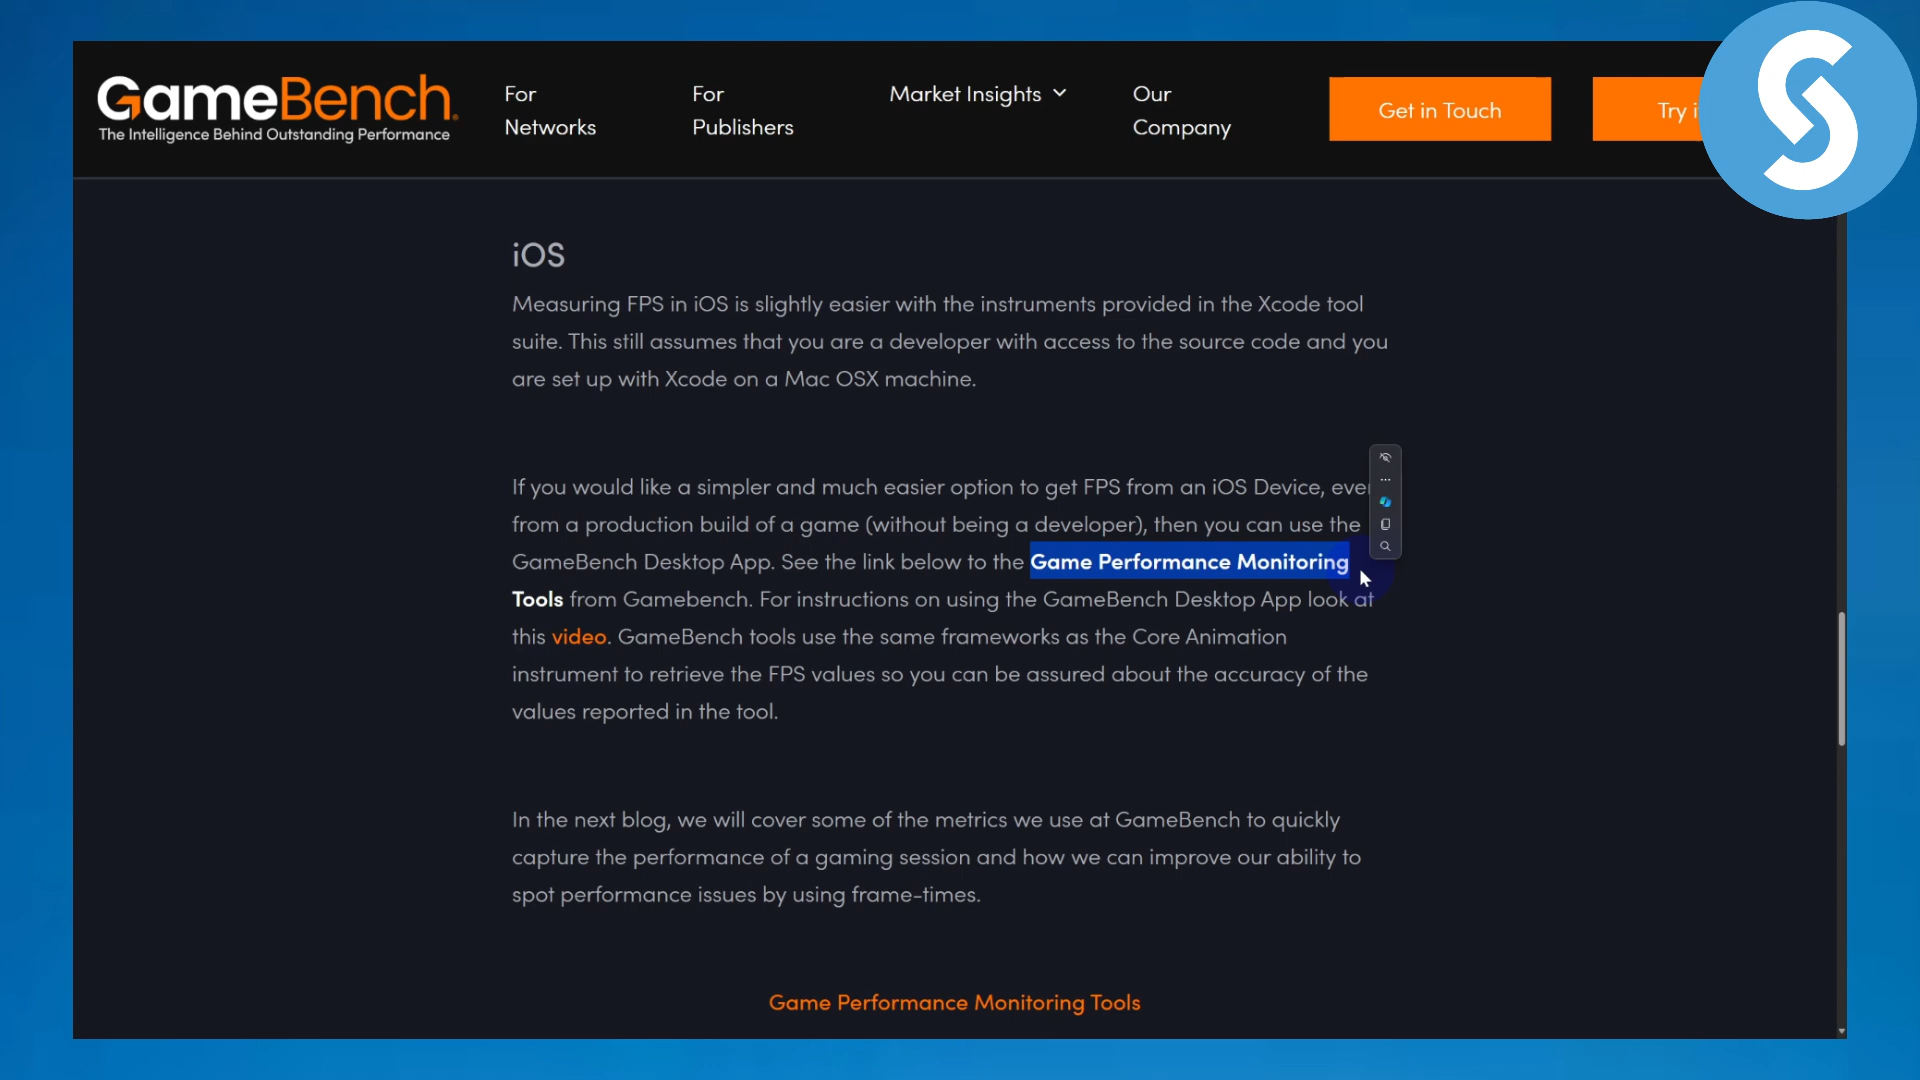 GameBench
The Intelligence Behind Outstanding Performance
For
Networks
For
Publishers
Market Insights
Our
Company
Get in Touch
Try
iOS
Measuring FPS in iOS is slightly easier with the instruments provided in the Xcode tool
suite. This still assumes that you are a developer with access to the source code and you
are set up with Xcode on a Mac OSX machine.
If you would like a simpler and much easier option to get FPS from an iOS Device,
from a production build of a game (without being a developer), then you can use the
GameBench Desktop App. See the link below to the Game Performance Monitoring
Tools from Gamebench. For instructions on using the GameBench Desktop App look at
this video. GameBench tools use the same frameworks as the Core Animation
instrument to retrieve the FPS values so you can be assured about the accuracy of the
values reported in the tool.
In the next blog, we will cover some of the metrics we use at GameBench to quickly
capture the performance of a gaming session and how we can improve our ability to
spot performance issues by using frame-times.
Game Performance Monitoring Tools